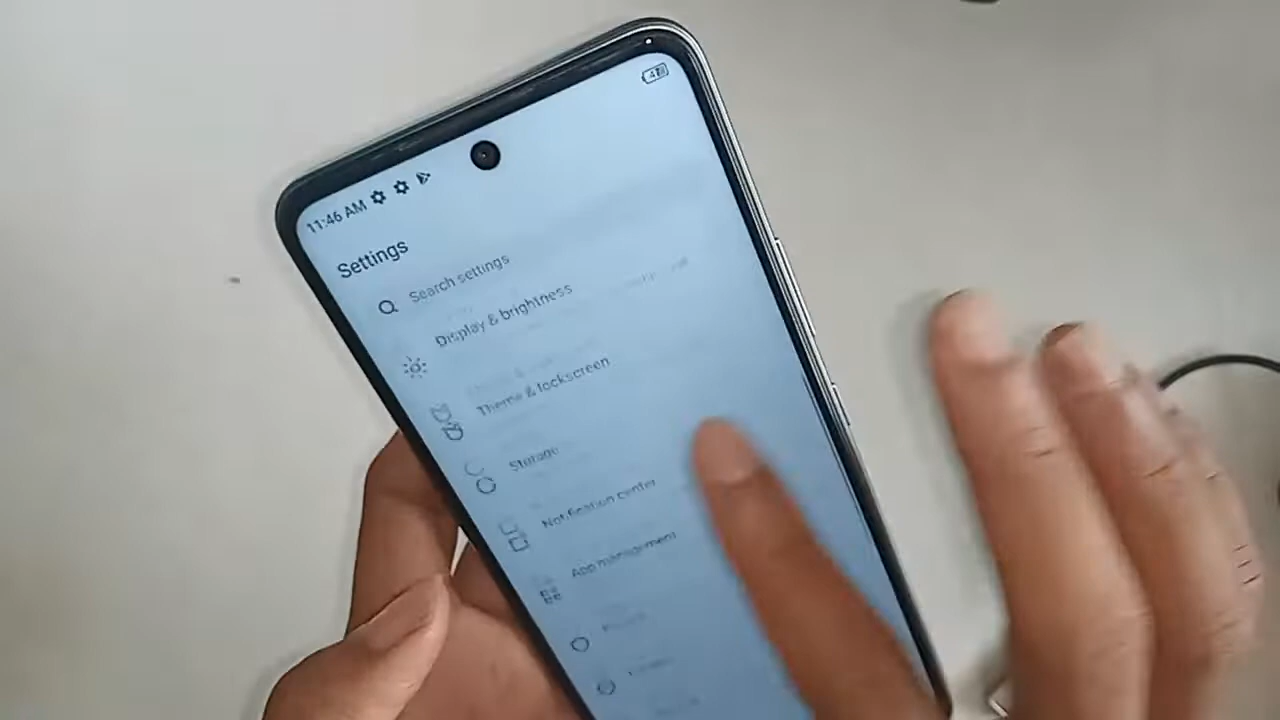 11:46 AM
Settings
Search settings
Display & brightness
Theme & lockscreen
Storage
Notification center
App management